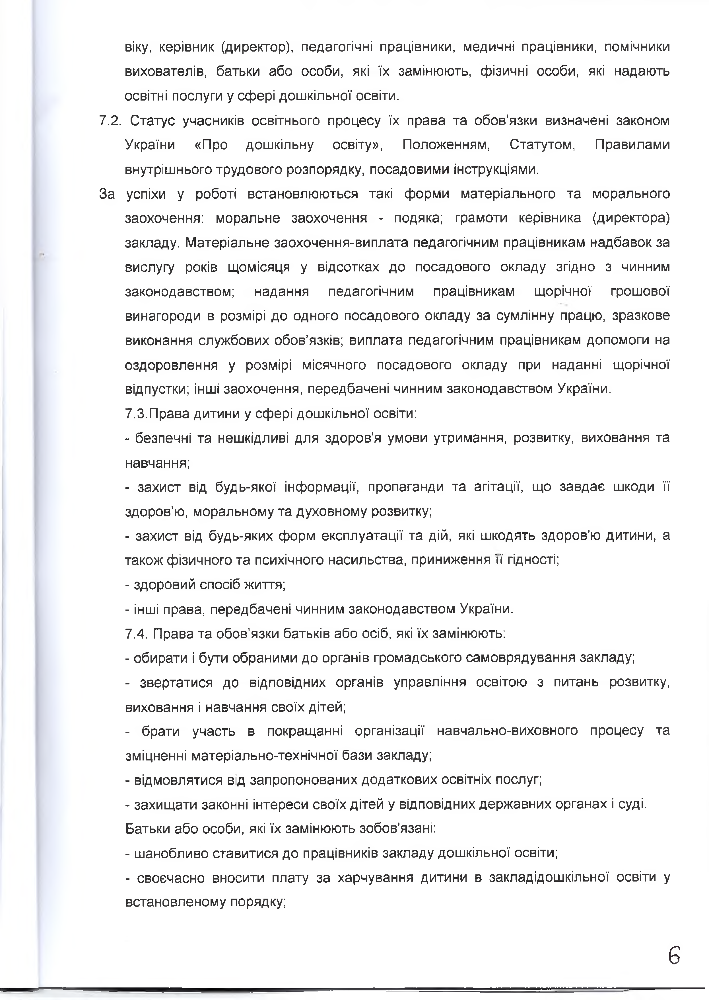 віку, керівник (директор), педагогічні працівники, медичні працівники, помічники
вихователів, батьки або особи, які їх замінюють, фізичні особи, які надають
освітні послуги у сфері дошкільної освіти.
7.2. Статус учасників освітнього процесу їх права та обов’язки визначені законом
України «Про дошкільну освіту», Положенням, Статутом, Правилами
внутрішнього трудового розпорядку, посадовими інструкціями.
За успіхи у роботі встановлюються такі форми матеріального та морального
заохочення: моральне заохочення - подяка; грамоти керівника (директора)
закладу. Матеріальне заохочення-виплата педагогічним працівникам надбавок за
вислугу років щомісяця у відсотках до посадового окладу згідно з чинним
законодавством; надання педагогічним працівникам щорічної грошової
винагороди в розмірі до одного посадового окладу за сумлінну працю, зразкове
виконання службових обов’язків; виплата педагогічним працівникам допомоги на
оздоровлення у розмірі місячного посадового окладу при наданні щорічної
відпустки; інші заохочення, передбачені чинним законодавством України.
7.3.Права дитини у сфері дошкільної освіти:
- безпечні та нешкідливі для здоров'я умови утримання, розвитку, виховання та
навчання;
- захист від будь-якої інформації, пропаганди та агітації, що завдає шкоди її
здоров’ю, моральному та духовному розвитку;
- захист від будь-яких форм експлуатації та дій, які шкодять здоров'ю дитини, а
також фізичного та психічного насильства, приниження її гідності;
- здоровий спосіб життя;
- інші права, передбачені чинним законодавством України.
7.4. Права та обов’язки батьків або осіб, які їх замінюють:
- обирати і бути обраними до органів громадського самоврядування закладу;
- звертатися до відповідних органів управління освітою з питань розвитку,
виховання і навчання своїх дітей;
- брати участь в покращанні організації навчально-виховного процесу та
зміцненні матеріально-технічної бази закладу;
- відмовлятися від запропонованих додаткових освітніх послуг;
- захищати законні інтереси своїх дітей у відповідних державних органах і суді.
Батьки або особи, які їх замінюють зобов'язані:
- шанобливо ставитися до працівників закладу дошкільної освіти;
- своєчасно вносити плату за харчування дитини в закладідошкільної освіти у
встановленому порядку;
6